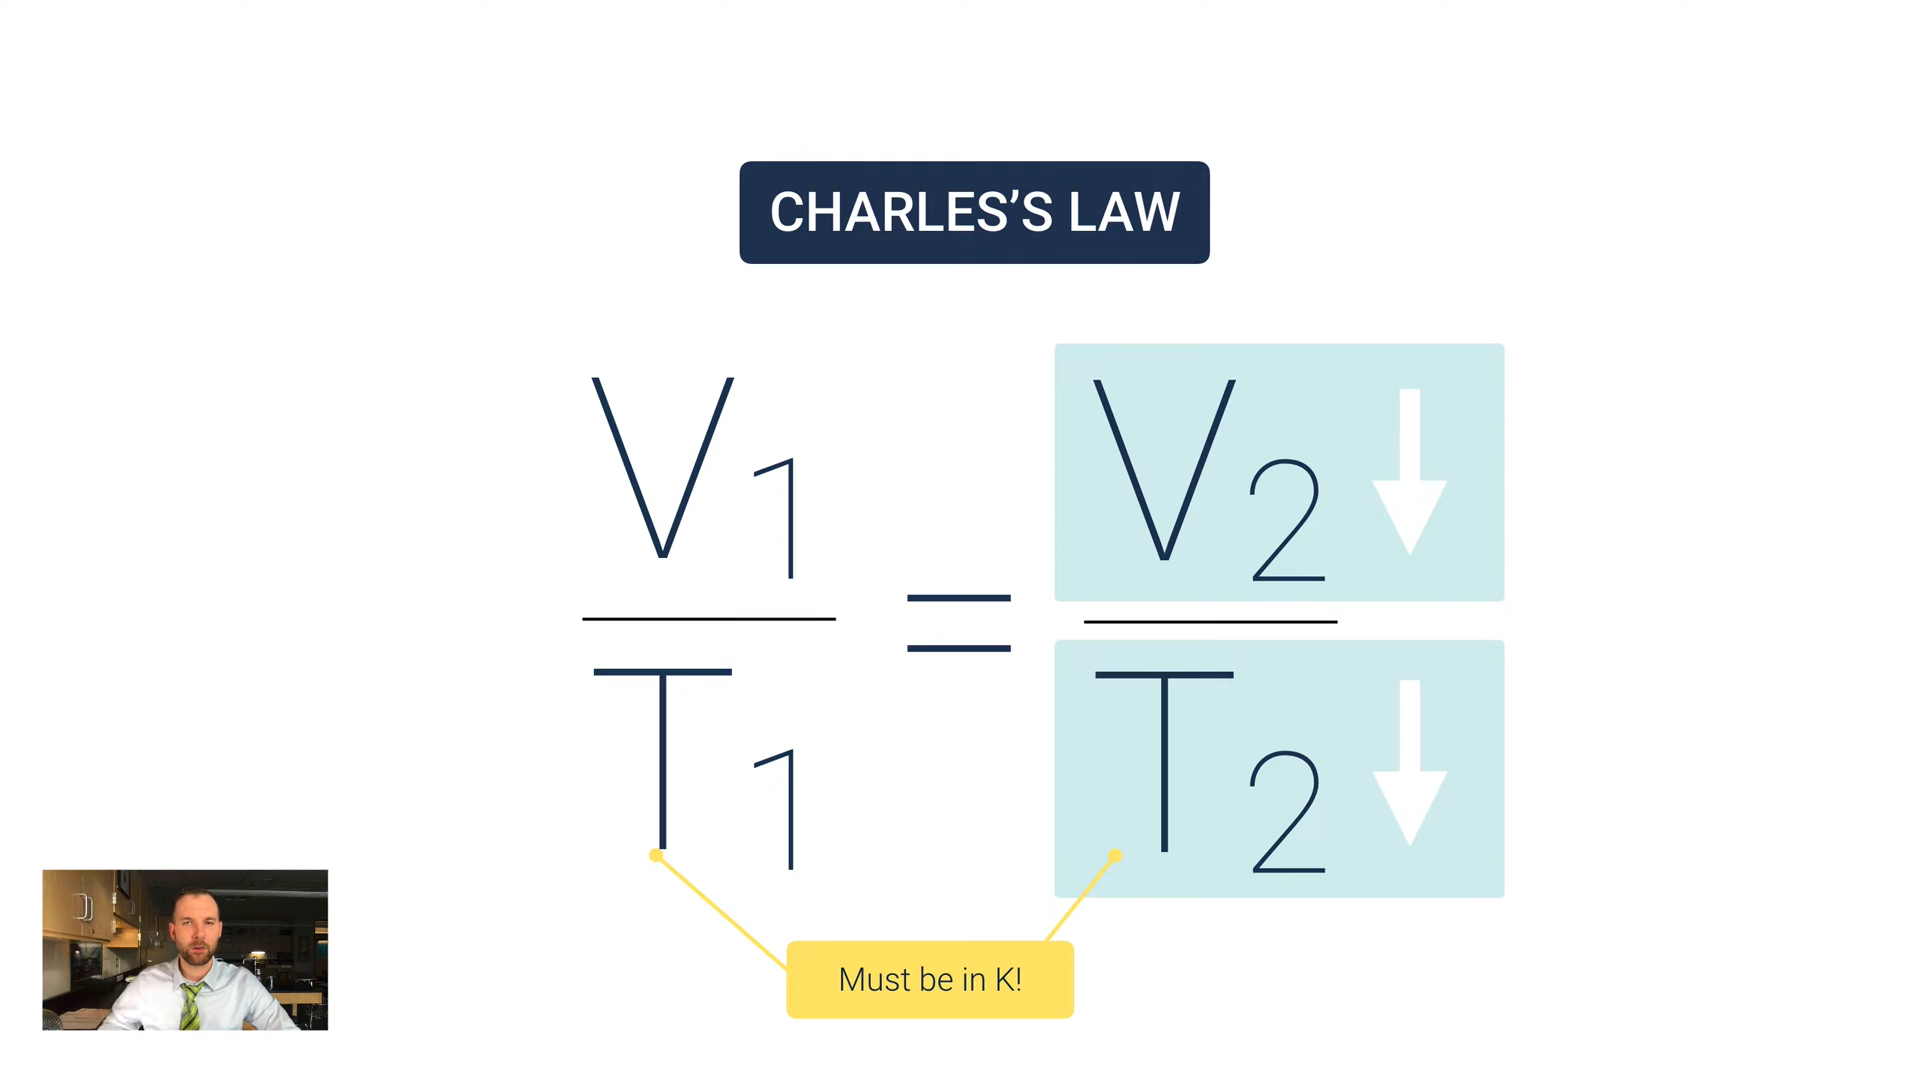 CHARLES’S LAW
V1 = V2
T1 T2
Must be in K!